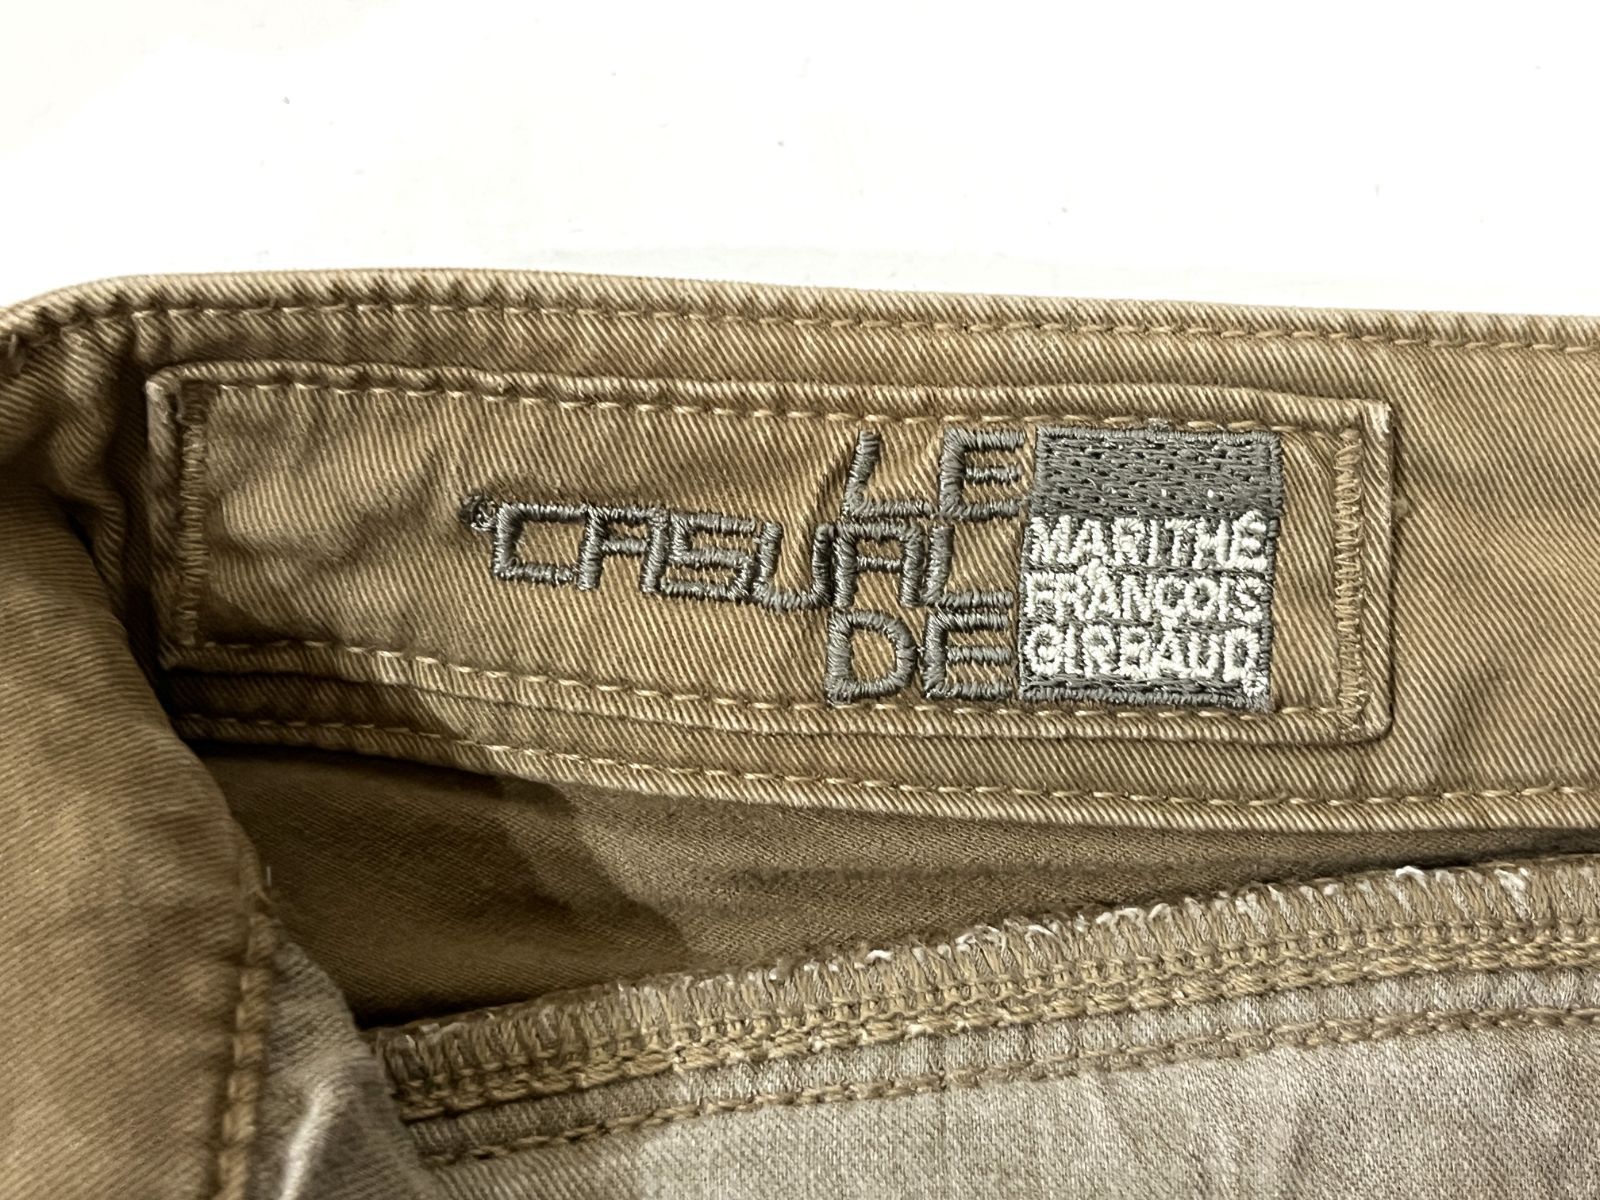 LE
®CASUAL
DE
MARITHÉ
FRANÇOIS
GIRBAUD®